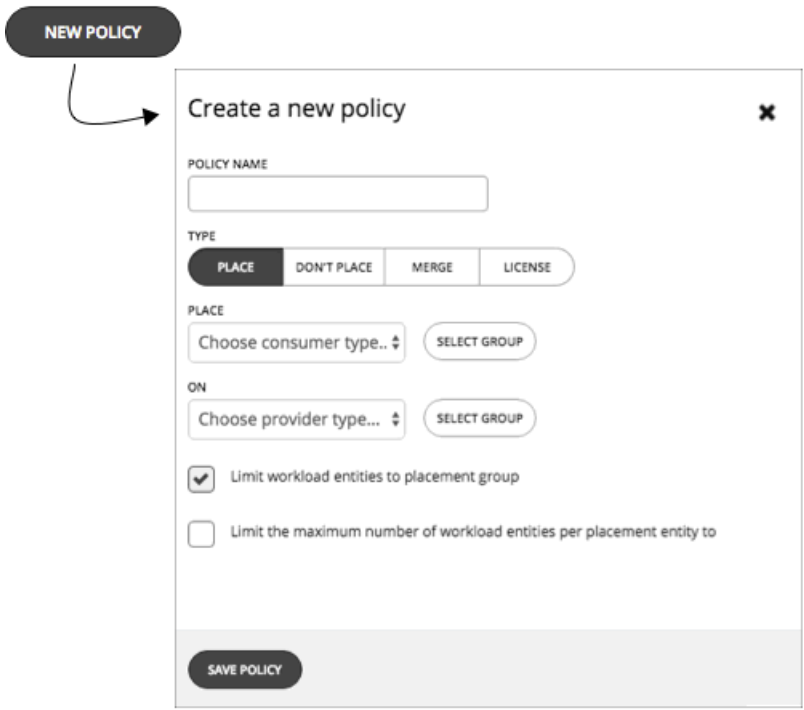 NEW POLICY
Create a new policy
POLICY NAME
TYPE
PLACE DON'T PLACE MERGE LICENSE
PLACE
Choose consumer type.. SELECT GROUP
ON
Choose provider type... SELECT GROUP
Limit workload entities to placement group
Limit the maximum number of workload entities per placement entity to
SAVE POLICY